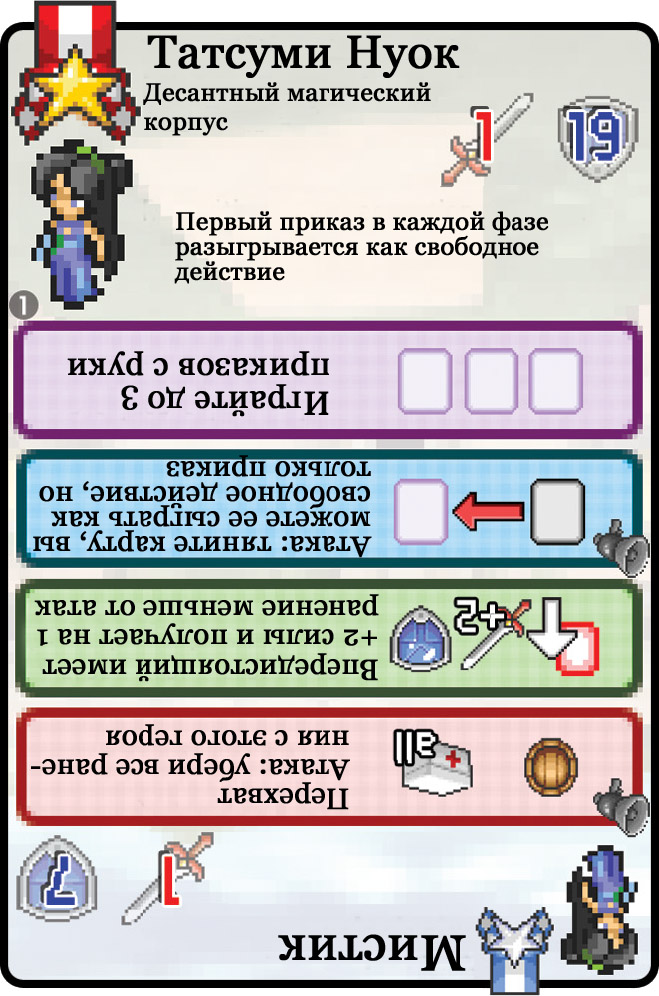 Татсуми Нуок
Десантный магический
корпус
1
19
Первый приказ в каждой фазе
разыгрывается как свободное
действие
1
Мистик
1
7
Перехват
Атака: убери все ране-
ния с этого героя
all
Впередистоящий имеет
+2 силы и получает на 1
ранение меньше от атак
+2
Атака: тяните карту, вы
можете сыграть ее как
свободное действие, но
только приказ
Играйте до 3
приказов с руки